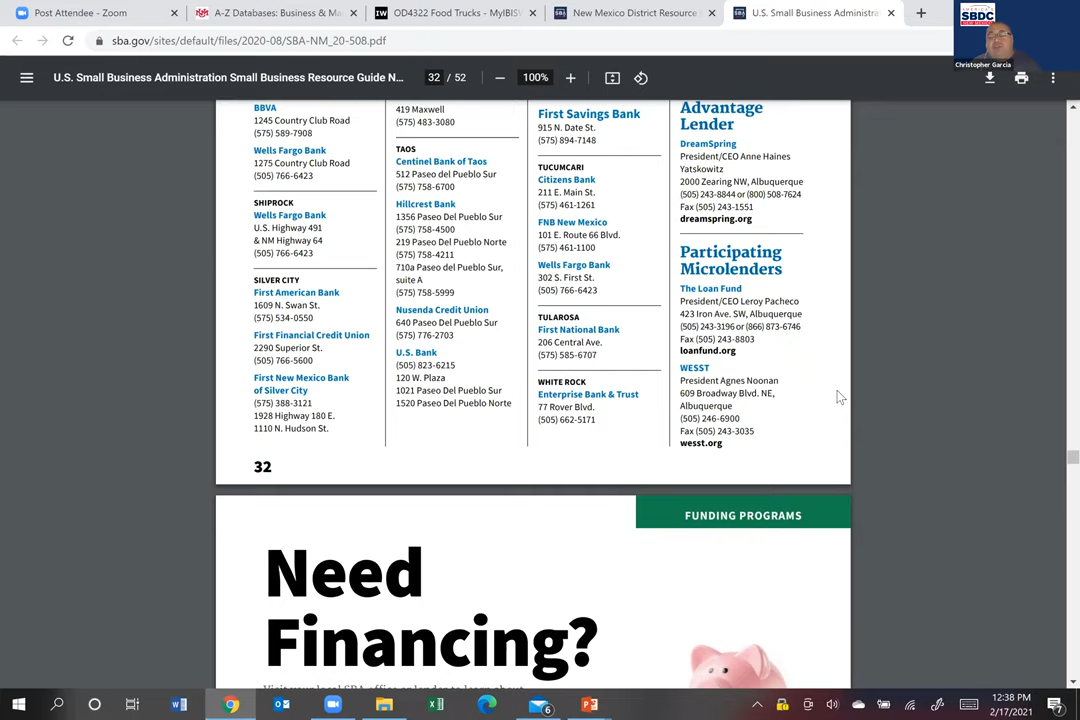 Post Attendee - Zoom
A-Z Databases: Business & Ma
OD4322 Food Trucks - MyIBIS
New Mexico District Resource
U.S. Small Business Administra
sba.gov/sites/default/files/2020-08/SBA-NM_20-508.pdf
AMERICA'S
SBDC
NEW MEXICO
Christopher Garcia
U.S. Small Business Administration Small Business Resource Guide N...
32 / 52
100%
BBVA
1245 Country Club Road
(575) 589-7908
Wells Fargo Bank
1275 Country Club Road
(505) 766-6423
SHIPROCK
Wells Fargo Bank
U.S. Highway 491
& NM Highway 64
(505) 766-6423
SILVER CITY
First American Bank
1609 N. Swan St.
(575) 534-0550
First Financial Credit Union
2290 Superior St.
(505) 766-5600
First New Mexico Bank
of Silver City
(575) 388-3121
1928 Highway 180 E.
1110 N. Hudson St.
419 Maxwell
(575) 483-3080
TAOS
Centinel Bank of Taos
512 Paseo del Pueblo Sur
(575) 758-6700
Hillcrest Bank
1356 Paseo Del Pueblo Sur
(575) 758-4500
219 Paseo Del Pueblo Norte
(575) 758-4211
710a Paseo del Pueblo Sur,
suite A
(575) 758-5999
Nusenda Credit Union
640 Paseo Del Pueblo Sur
(575) 776-2703
U.S. Bank
(505) 823-6215
120 W. Plaza
1021 Paseo Del Pueblo Sur
1520 Paseo Del Pueblo Norte
First Savings Bank
915 N. Date St.
(575) 894-7148
TUCUMCARI
Citizens Bank
211 E. Main St.
(575) 461-1261
FNB New Mexico
101 E. Route 66 Blvd.
(575) 461-1100
Wells Fargo Bank
302 S. First St.
(505) 766-6423
TULAROSA
First National Bank
206 Central Ave.
(575) 585-6707
WHITE ROCK
Enterprise Bank & Trust
77 Rover Blvd.
(505) 662-5171
Advantage
Lender
DreamSpring
President/CEO Anne Haines
Yatskowitz
2000 Zearing NW, Albuquerque
(505) 243-8844 or (800) 508-7624
Fax (505) 243-1551
dreamspring.org
Participating
Microlenders
The Loan Fund
President/CEO Leroy Pacheco
423 Iron Ave. SW, Albuquerque
(505) 243-3196 or (866) 873-6746
Fax (505) 243-8803
loanfund.org
WESST
President Agnes Noonan
609 Broadway Blvd. NE,
Albuquerque
(505) 246-6900
Fax (505) 243-3035
wesst.org
32
FUNDING PROGRAMS
Need
Financing?
Visit your local SBA office or lender to learn about
6
12:38 PM
2/17/2021
7